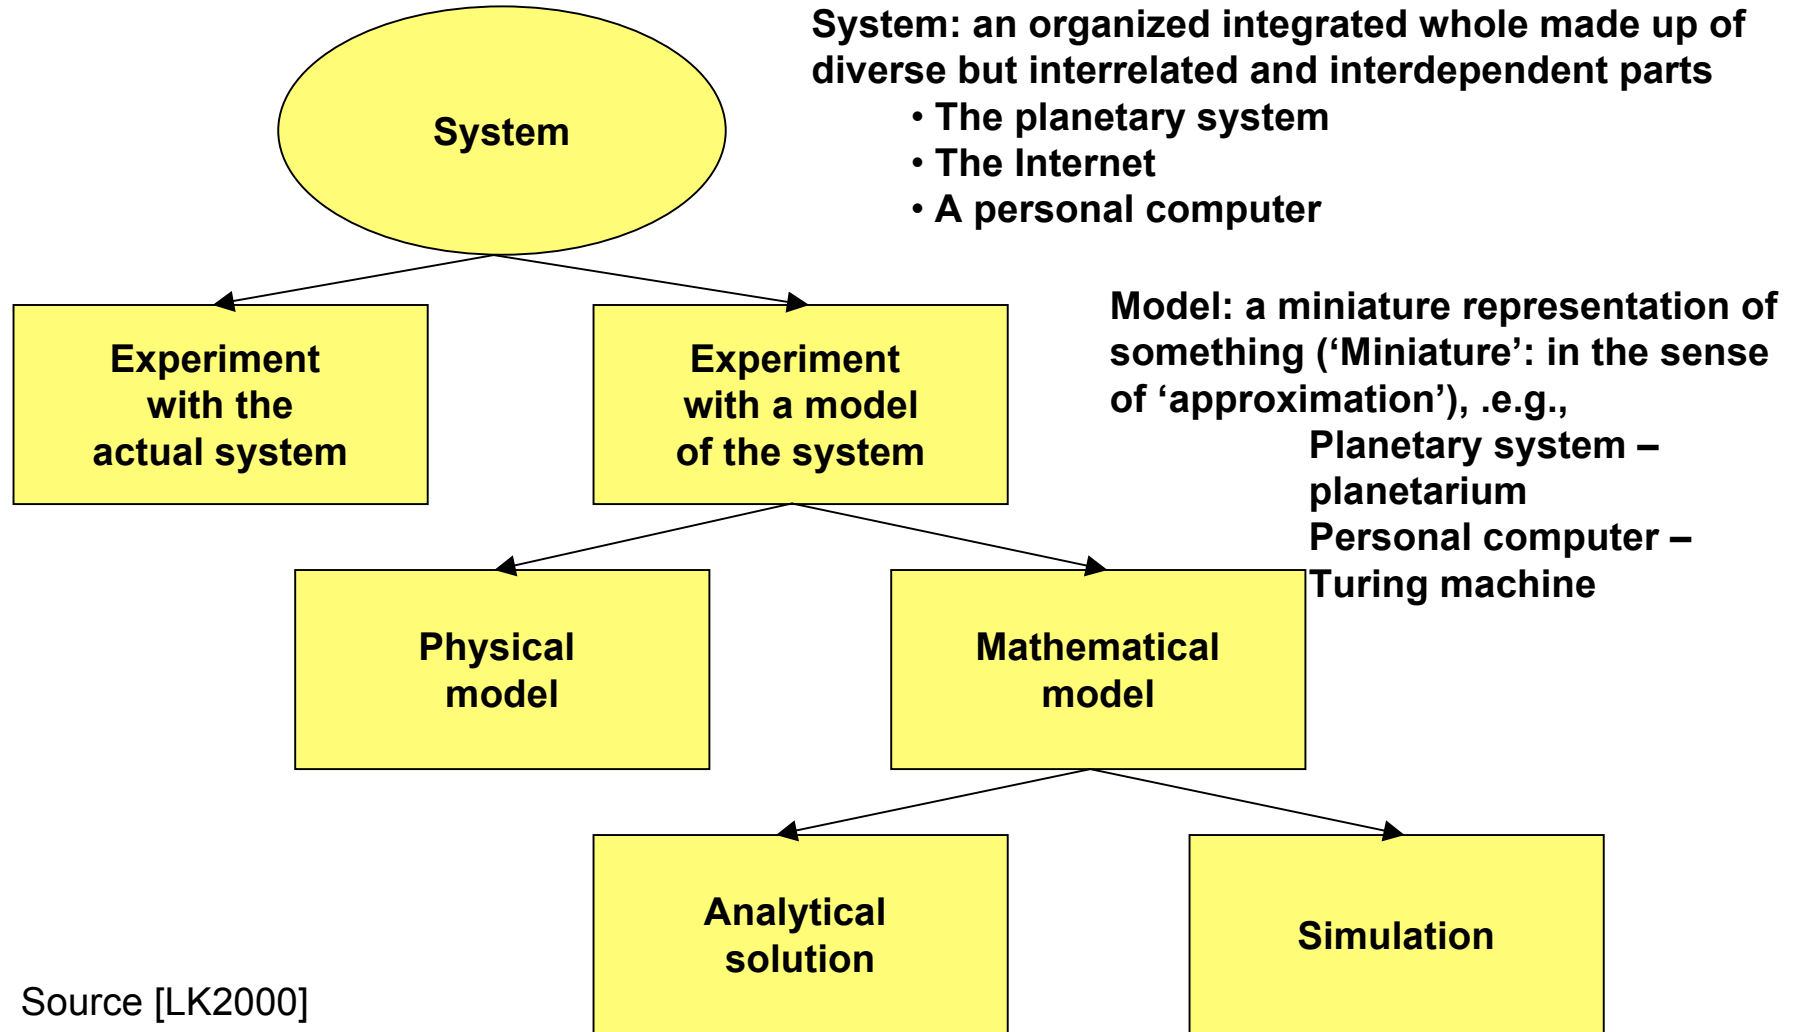 System: an organized integrated whole made up of
diverse but interrelated and interdependent parts
• The planetary system
• The Internet
• A personal computer
System
Experiment
with the
actual system
Experiment
with a model
of the system
Model: a miniature representation of
something (‘Miniature’: in the sense
of ‘approximation’), .e.g.,
Planetary system –
planetarium
Personal computer –
Turing machine
Physical
model
Mathematical
model
Analytical
solution
Simulation
Source [LK2000]